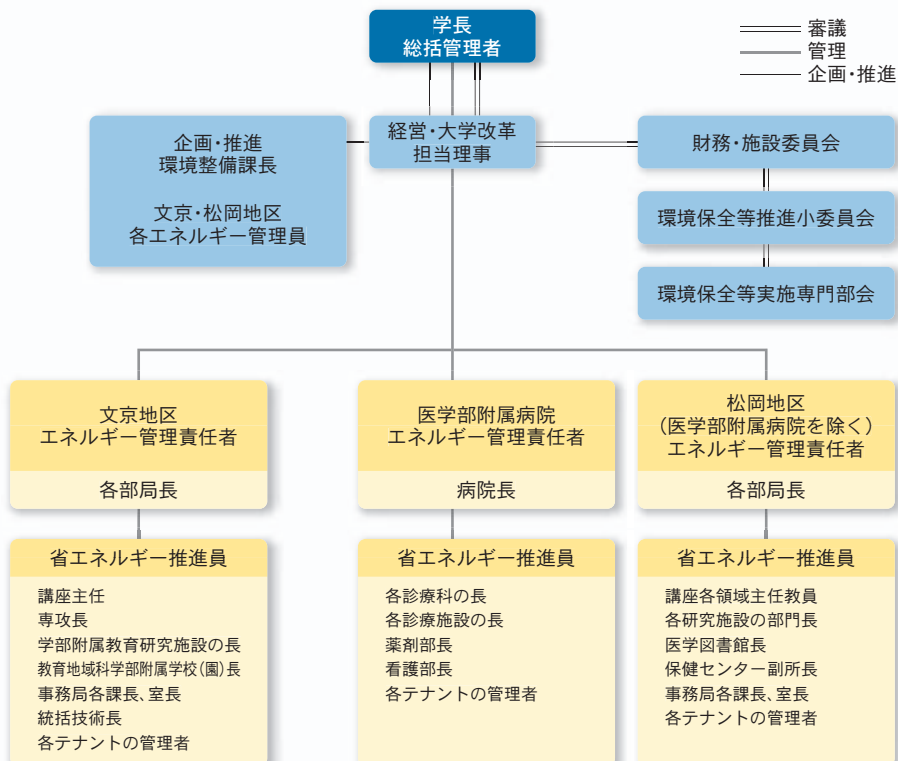 学長
総括管理者
審議
管理
企画・推進
企画・推進
環境整備課長
文京・松岡地区
各エネルギー管理員
経営・大学改革
担当理事
財務・施設委員会
環境保全等推進小委員会
環境保全等実施専門部会
文京地区
エネルギー管理責任者
各部局長
医学部附属病院
エネルギー管理責任者
病院長
松岡地区
（医学部附属病院を除く）
エネルギー管理責任者
各部局長
省エネルギー推進員
講座主任
専攻長
学部附属教育研究施設の長
教育地域科学部附属学校(園)長
事務局各課長、室長
統括技術長
各テナントの管理者
省エネルギー推進員
各診療科の長
各診療施設の長
薬剤部長
看護部長
各テナントの管理者
省エネルギー推進員
講座各領域主任教員
各研究施設の部門長
医学図書館長
保健センター副所長
事務局各課長、室長
各テナントの管理者